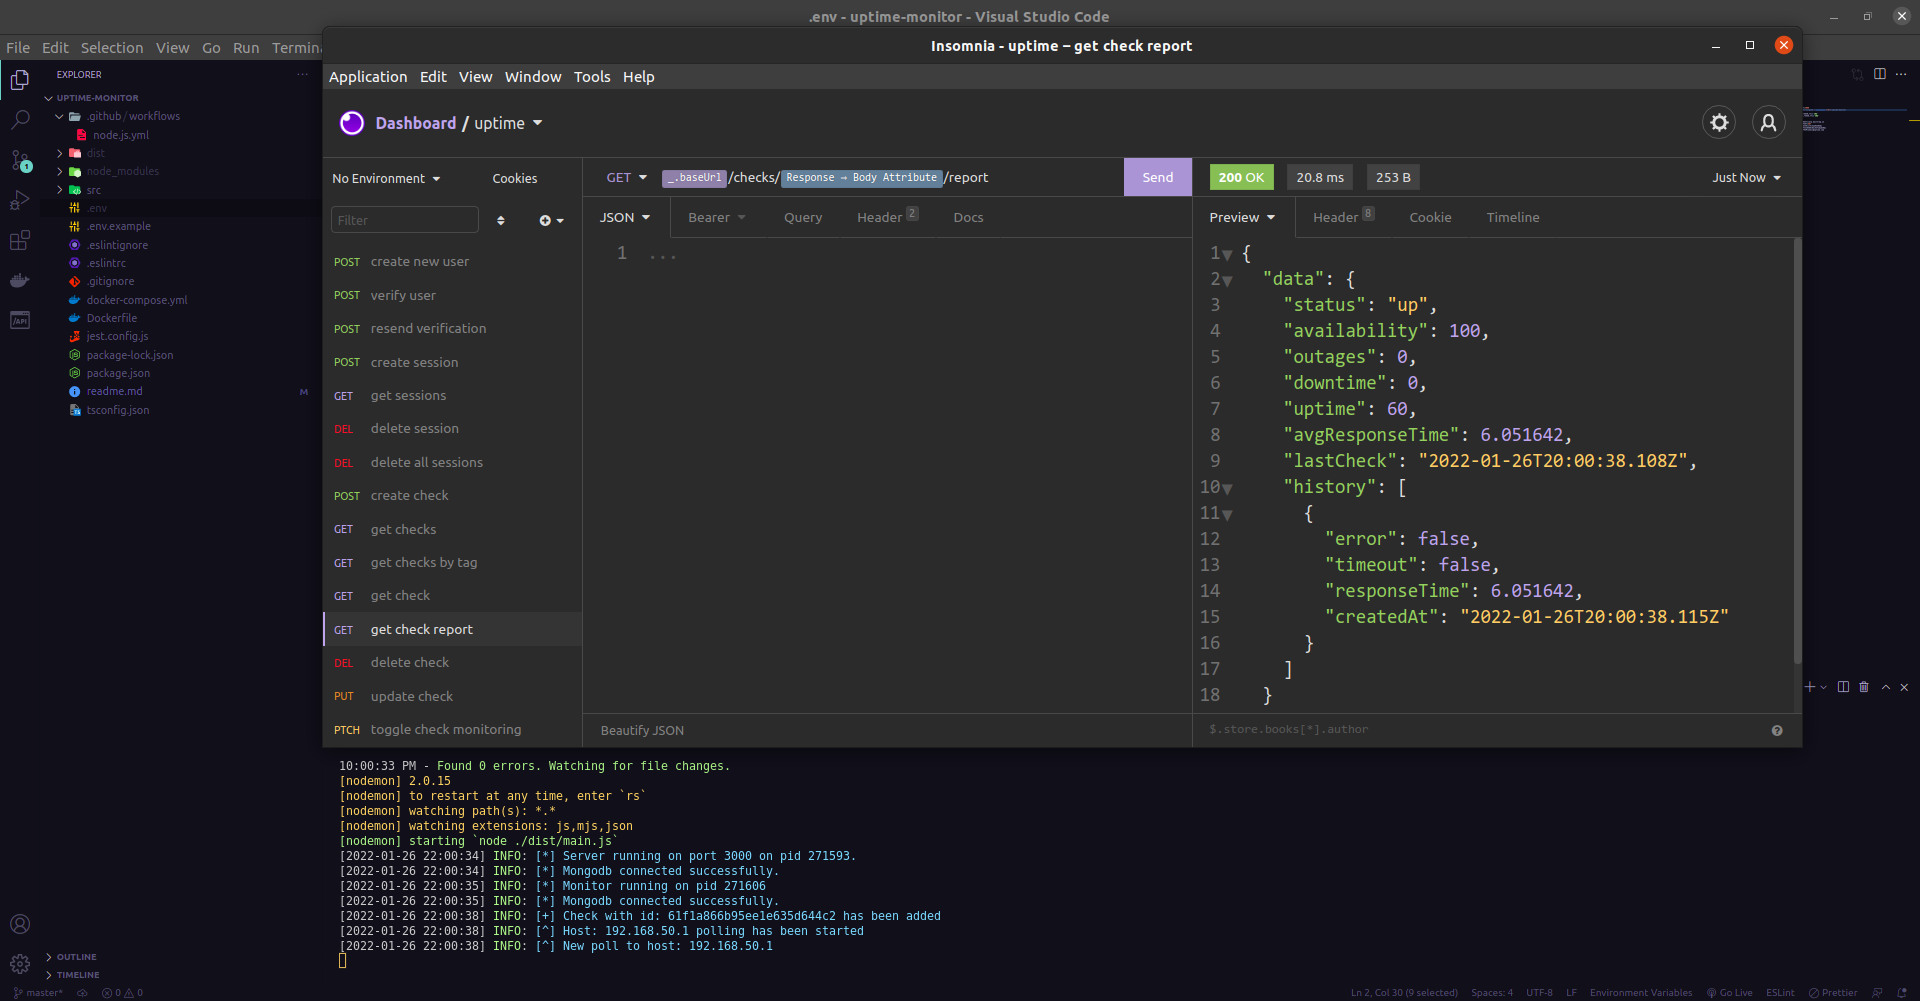 .env - uptime-monitor - Visual Studio Code
File Edit Selection View Go Run Termin
Insomnia - uptime – get check report
Application Edit View Window Tools Help
Dashboard / uptime
EXPLORER
UPTIME-MONITOR
.github/workflows
node.js.yml
dist
node_modules
src
.env
.env.example
.eslintignore
.eslintrc
.gitignore
docker-compose.yml
Dockerfile
jest.config.js
package-lock.json
package.json
readme.md M
tsconfig.json
1
/API
OUTLINE
TIMELINE
No Environment Cookies
Filter
POST create new user
POST verify user
POST resend verification
POST create session
GET get sessions
DEL delete session
DEL delete all sessions
POST create check
GET get checks
GET get checks by tag
GET get check
GET get check report
DEL delete check
PUT update check
PTCH toggle check monitoring
GET _.baseUrl/checks/Response → Body Attribute/report Send
JSON Bearer Query Header 2 Docs
1 ...
Beautify JSON
200 OK 20.8 ms 253 B Just Now
Preview Header 8 Cookie Timeline
1 {
2 "data": {
3 "status": "up",
4 "availability": 100,
5 "outages": 0,
6 "downtime": 0,
7 "uptime": 60,
8 "avgResponseTime": 6.051642,
9 "lastCheck": "2022-01-26T20:00:38.108Z",
10 "history": [
11 {
12 "error": false,
13 "timeout": false,
14 "responseTime": 6.051642,
15 "createdAt": "2022-01-26T20:00:38.115Z"
16 }
17 ]
18 }
$.store.books[*].author
10:00:33 PM - Found 0 errors. Watching for file changes.
[nodemon] 2.0.15
[nodemon] to restart at any time, enter `rs`
[nodemon] watching path(s): *.*
[nodemon] watching extensions: js,mjs,json
[nodemon] starting `node ./dist/main.js`
[2022-01-26 22:00:34] INFO: [*] Server running on port 3000 on pid 271593.
[2022-01-26 22:00:34] INFO: [*] Mongodb connected successfully.
[2022-01-26 22:00:35] INFO: [*] Monitor running on pid 271606
[2022-01-26 22:00:35] INFO: [*] Mongodb connected successfully.
[2022-01-26 22:00:38] INFO: [+] Check with id: 61f1a866b95ee1e635d644c2 has been added
[2022-01-26 22:00:38] INFO: [^] Host: 192.168.50.1 polling has been started
[2022-01-26 22:00:38] INFO: [^] New poll to host: 192.168.50.1
master* 0 0 Ln 2, Col 30 (9 selected) Spaces: 4 UTF-8 LF Environment Variables Go Live ESLint Prettier